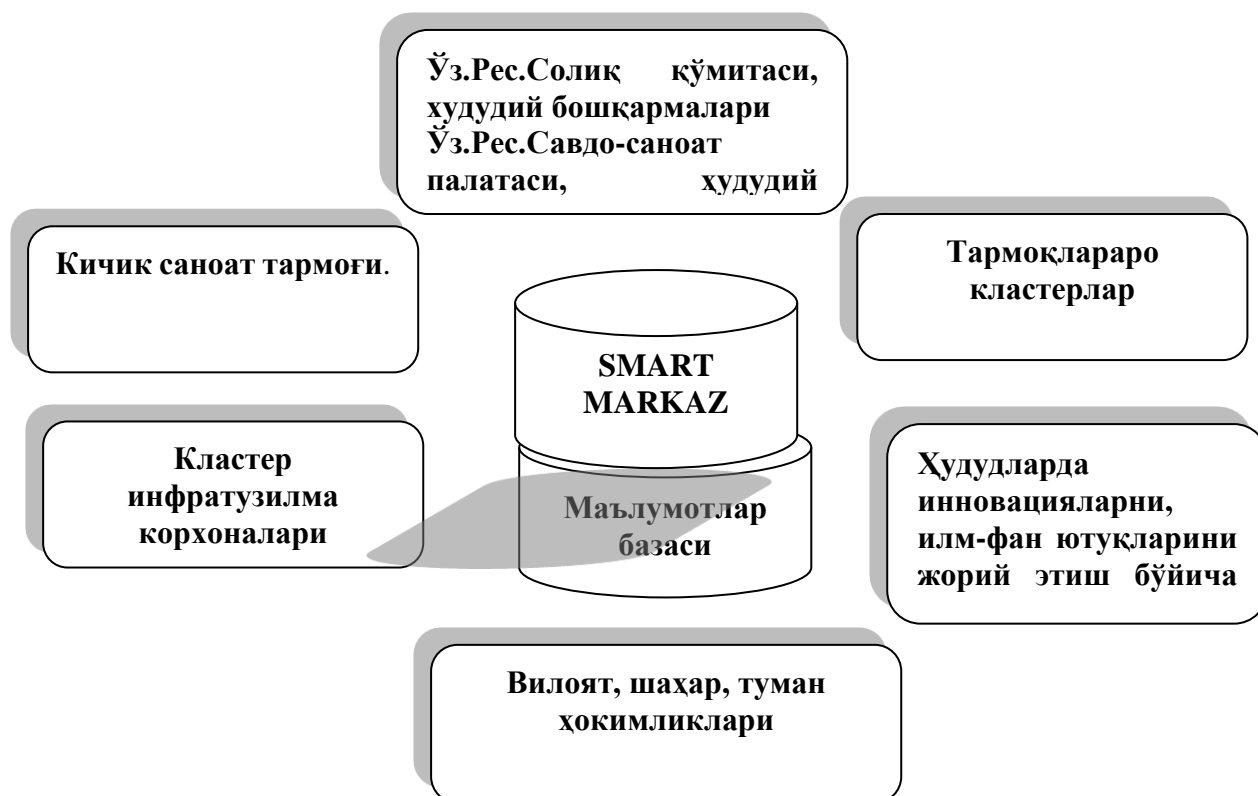 Ўз.Рес.Солиқ қўмитаси,
худудий бошқармалари
Ўз.Рес.Савдо-саноат
палатаси, ҳудудий
Кичик саноат тармоғи.
Тармоқлараро
кластерлар
SMART
MARKAZ
Кластер
инфратузилма
корхоналари
Маълумотлар
базаси
Ҳудудларда
инновацияларни,
илм-фан ютуқларини
жорий этиш бўйича
Вилоят, шаҳар, туман
ҳокимликлари